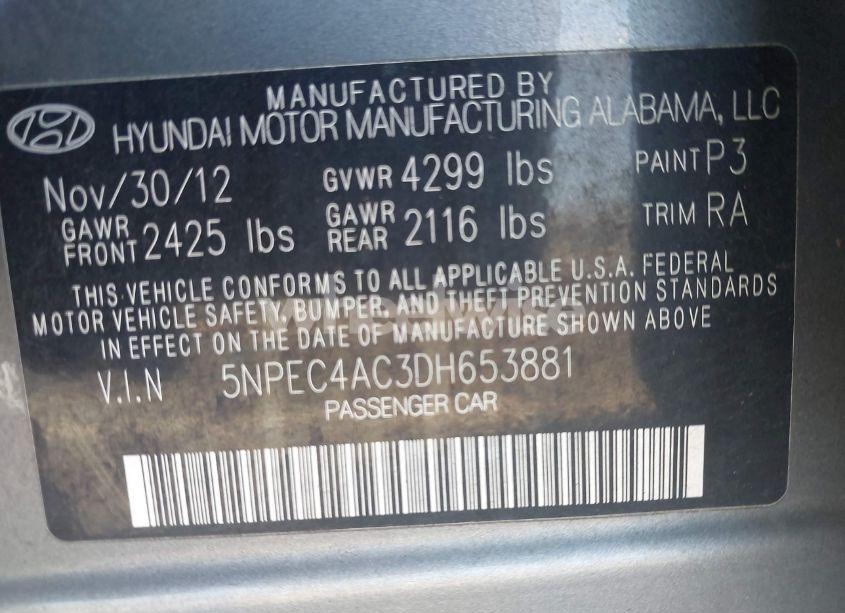 MANUFACTURED BY
HYUNDAI MOTOR MANUFACTURING ALABAMA, LLC
Nov/30/12 GVWR 4299 lbs PAINT P3
GAWR FRONT 2425 lbs GAWR REAR 2116 lbs TRIM RA
THIS VEHICLE CONFORMS TO ALL APPLICABLE U.S.A. FEDERAL
MOTOR VEHICLE SAFETY, BUMPER, AND THEFT PREVENTION STANDARDS
IN EFFECT ON THE DATE OF MANUFACTURE SHOWN ABOVE
V.I.N 5NPEC4AC3DH653881
PASSENGER CAR